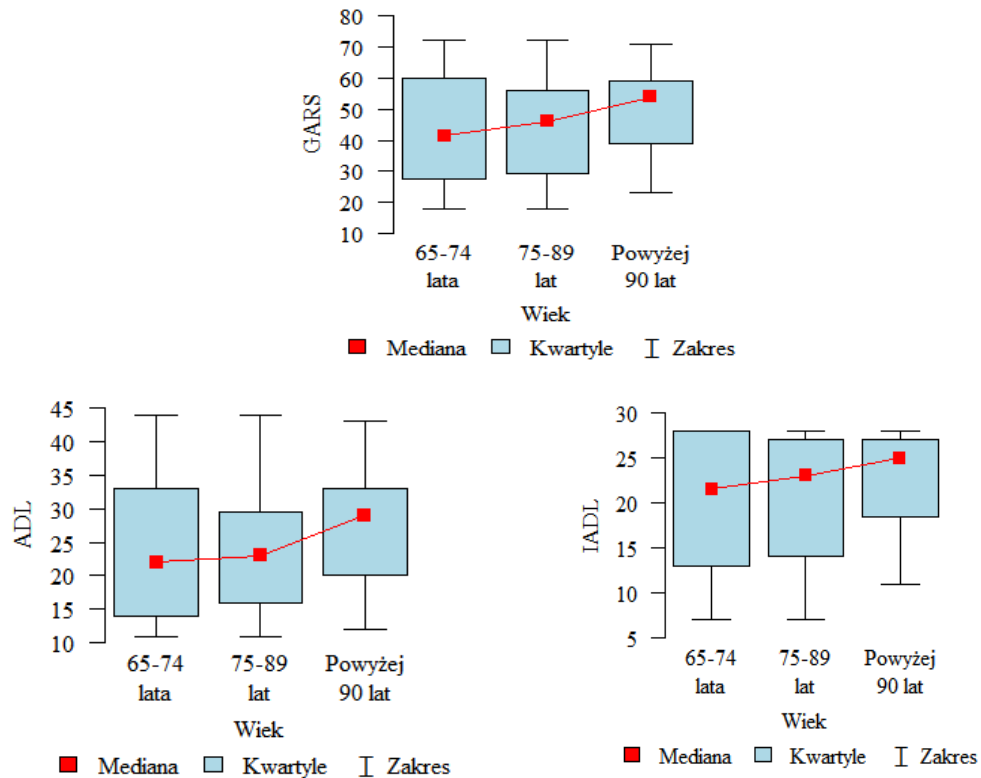 80
70
60
50
40
30
20
10
GARS
65-74 75-89 Powyżej
lata lat 90 lat
Wiek
Mediana Kwartyle Zakres
45
40
35
30
25
20
15
10
ADL
65-74 75-89 Powyżej
lata lat 90 lat
Wiek
Mediana Kwartyle Zakres
30
25
20
15
10
5
IADL
65-74 75-89 Powyżej
lata lat 90 lat
Wiek
Mediana Kwartyle Zakres